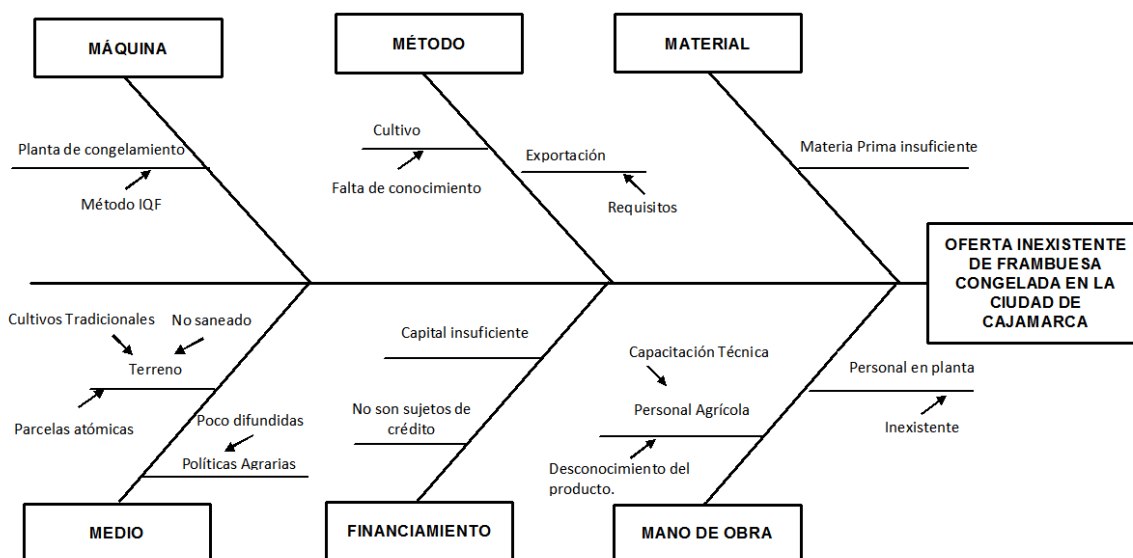 MÁQUINA
MÉTODO
MATERIAL
Planta de congelamiento
Método IQF
Cultivo
Falta de conocimiento
Exportación
Requisitos
Materia Prima insuficiente
OFERTA INEXISTENTE
DE FRAMBUESA
CONGELADA EN LA
CIUDAD DE
CAJAMARCA
Cultivos Tradicionales
No saneado
Terreno
Parcelas atómicas
Poco difundidas
Políticas Agrarias
Capital insuficiente
No son sujetos de
crédito
Capacitación Técnica
Personal Agrícola
Desconocimiento del
producto.
Personal en planta
Inexistente
MEDIO
FINANCIAMIENTO
MANO DE OBRA